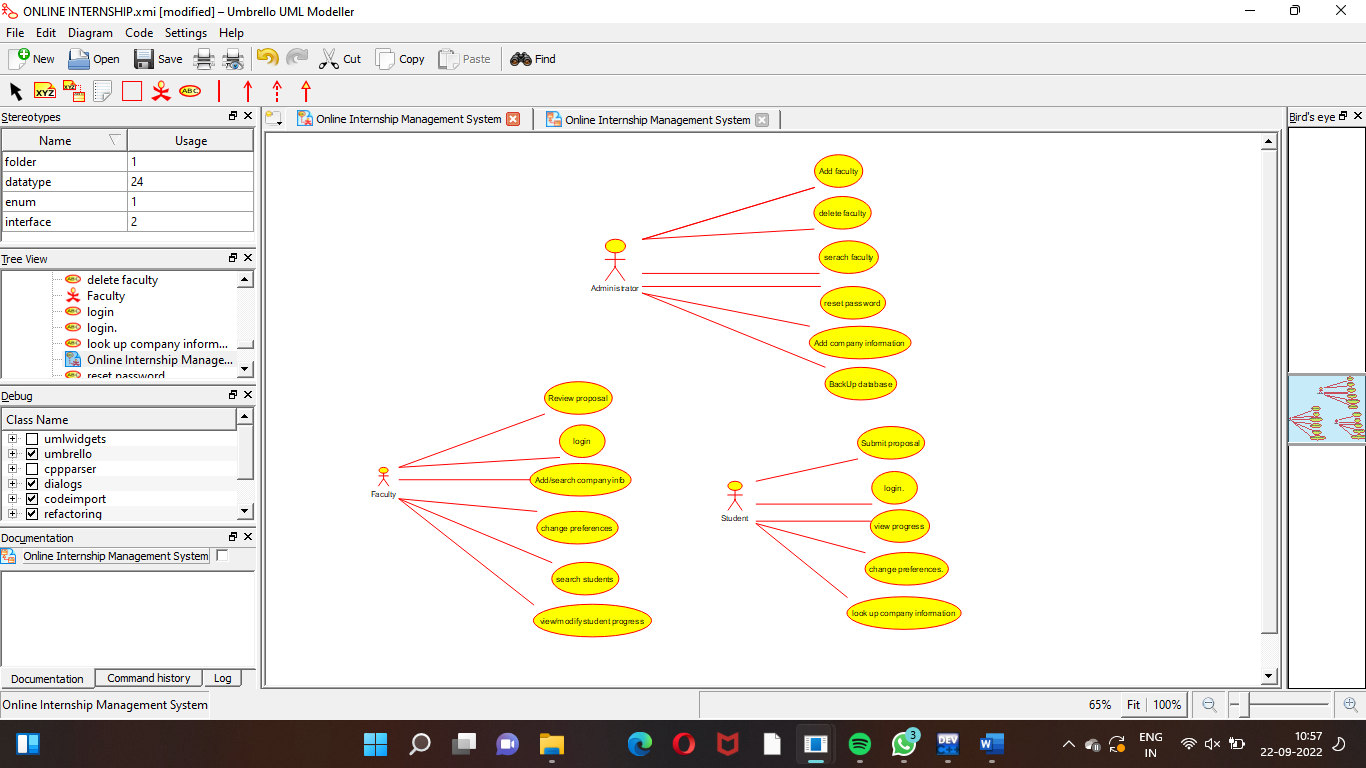 ONLINE INTERNSHIP.xmi [modified] – Umbrello UML Modeller
File Edit Diagram Code Settings Help
New Open Save Cut Copy Paste Find
XYZ XYZ ABC
Stereotypes
Name Usage
folder 1
datatype 24
enum 1
interface 2
Tree View
delete faculty
Faculty
login
login.
look up company inform...
Online Internship Manage...
reset password
Debug
Class Name
umlwidgets
umbrello
cppparser
dialogs
codeimport
refactoring
Documentation
Online Internship Management System
Documentation Command history Log
Online Internship Management System
Online Internship Management System Online Internship Management System
Add faculty
delete faculty
serach faculty
Administrator
reset password
Add company information
BackUp database
Review proposal
login
Add/search company info
Faculty
change preferences
search students
view/modify student progress
Submit proposal
login.
Student
view progress
change preferences.
look up company information
Bird's eye
65% Fit 100%
3
DEV
W
ENG
IN
10:57
22-09-2022